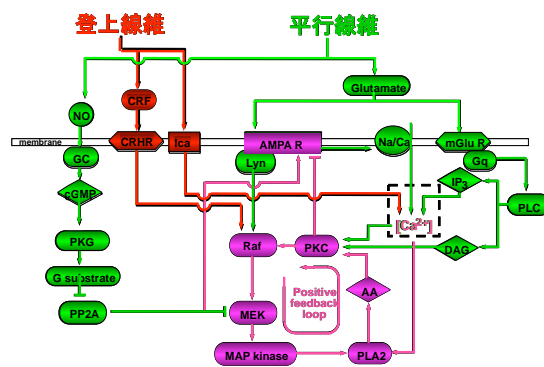 登上線維
平行線維
Glutamate
CRF
NO
membrane
CRHR
Ica
AMPA R
Na/Ca
mGlu R
GC
Lyn
Gq
cGMP
IP3
PLC
[Ca2+]
PKG
Raf
PKC
DAG
G substrate
AA
Positive
feedback
loop
PP2A
MEK
MAP kinase
PLA2